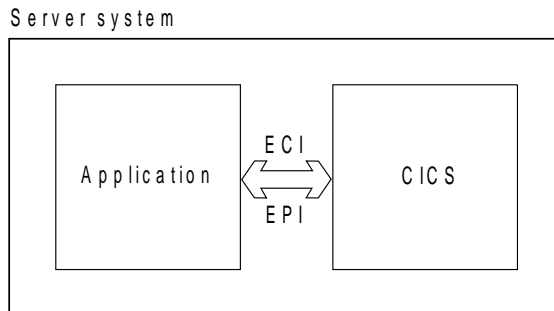 Server system
ECI
Application
CICS
EPI